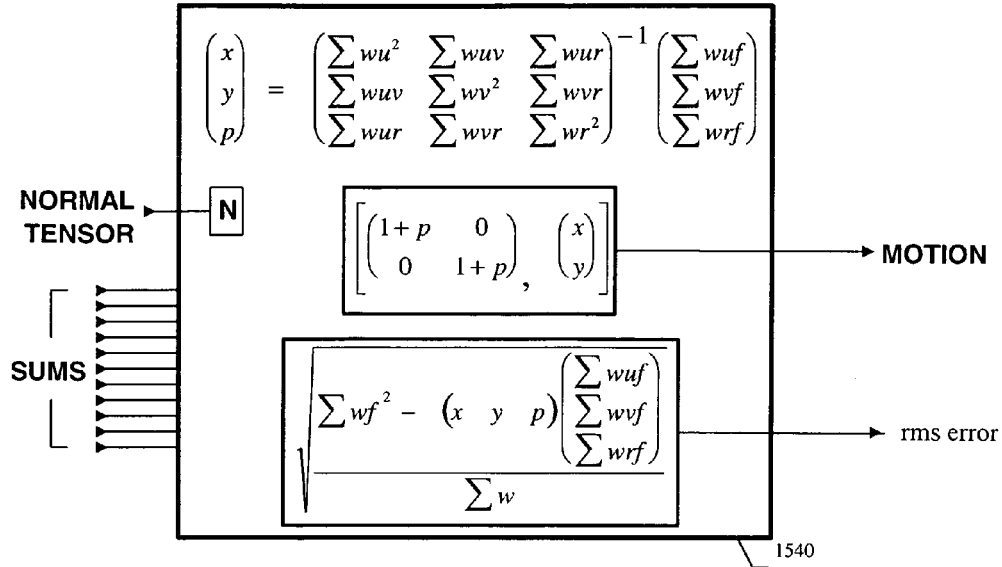 (x y p) = (∑wu² ∑wuv ∑wur
∑wuv ∑wv² ∑wvr
∑wur ∑wvr ∑wr²)⁻¹ (∑wuf ∑wvf ∑wrf)
NORMAL TENSOR
N
[(1+p 0
0 1+p), (x y)]
MOTION
SUMS
√((∑wf² − (x y p)(∑wuf ∑wvf ∑wrf)) / ∑w)
rms error
1540